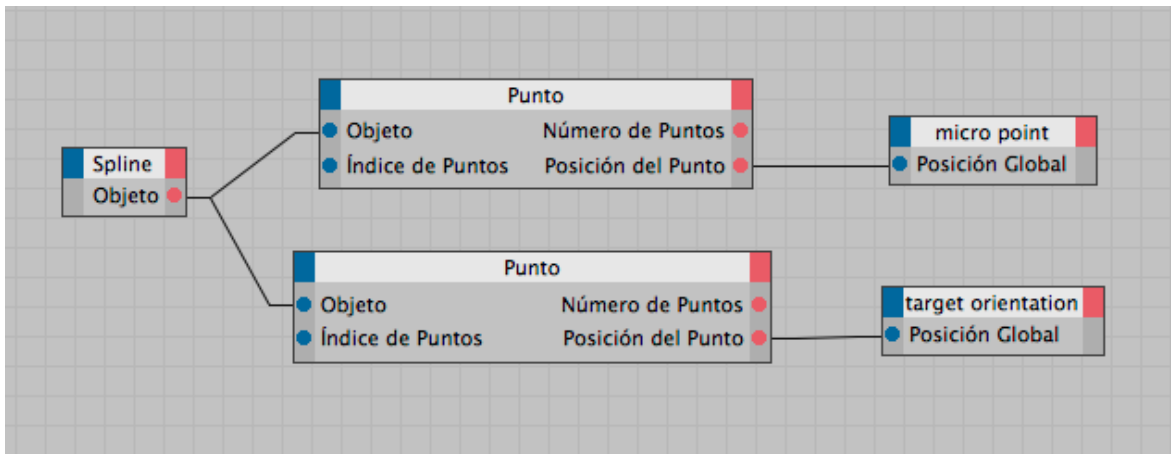 Spline
Objeto
Punto
Objeto Número de Puntos
Índice de Puntos Posición del Punto
micro point
Posición Global
Punto
Objeto Número de Puntos
Índice de Puntos Posición del Punto
target orientation
Posición Global